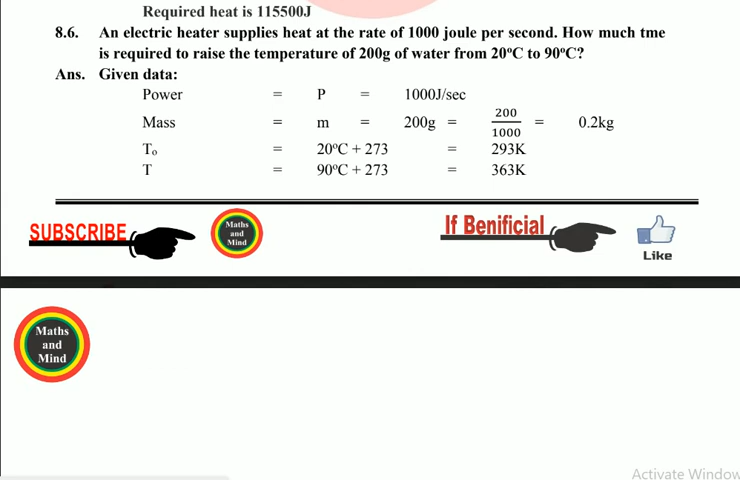 Required heat is 115500J
8.6. An electric heater supplies heat at the rate of 1000 joule per second. How much tme
is required to raise the temperature of 200g of water from 20ºC to 90ºC?
Ans. Given data:
Power = P = 1000J/sec
Mass = m = 200g = 200/1000 = 0.2kg
Tₒ = 20ºC + 273 = 293K
T = 90ºC + 273 = 363K
SUBSCRIBE
Maths
and
Mind
If Benificial
Like
Maths
and
Mind
Activate Window